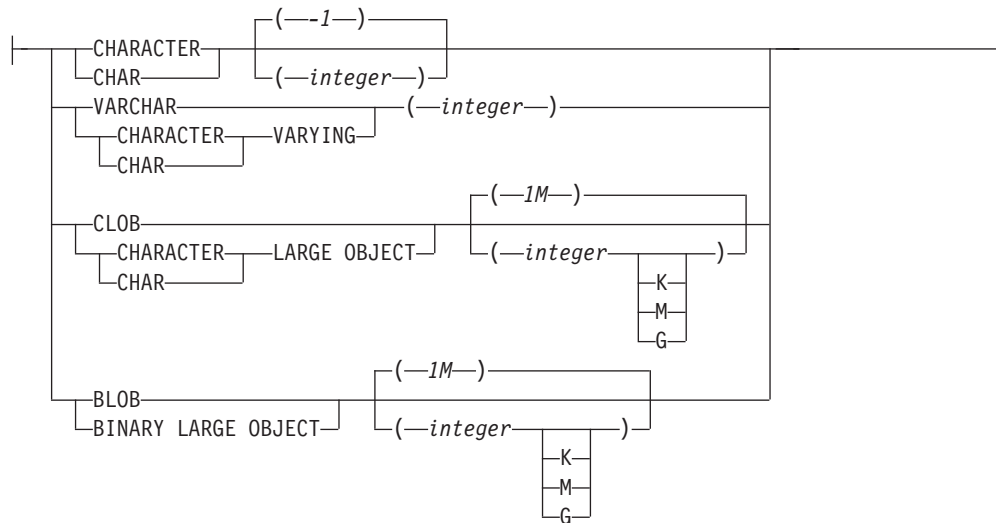 ( -1 )
CHARACTER
CHAR ( integer )
VARCHAR ( integer )
CHARACTER VARYING
CHAR
( 1M )
CLOB
CHARACTER LARGE OBJECT ( integer )
CHAR K
M
G
( 1M )
BLOB
BINARY LARGE OBJECT ( integer )
K
M
G